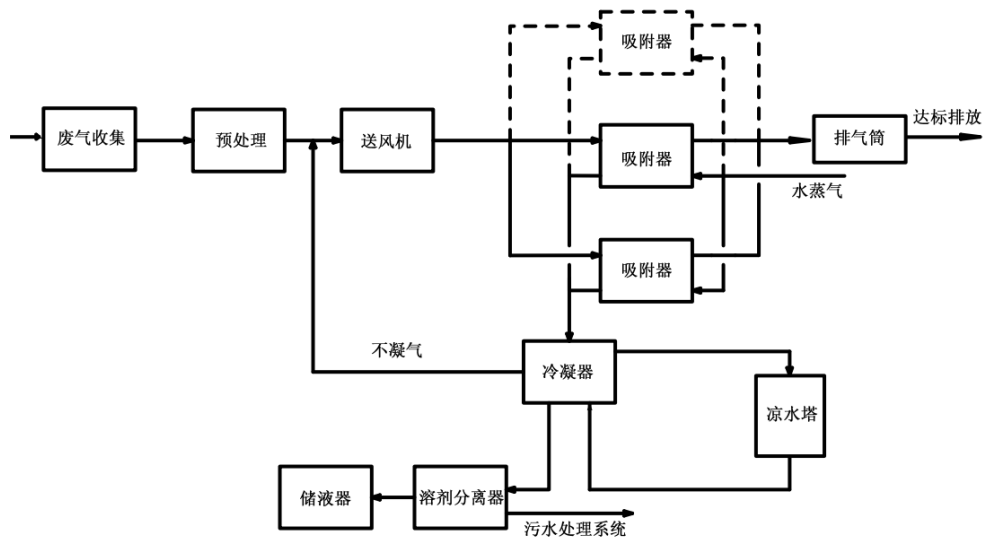 吸附器
废气收集
预处理
送风机
吸附器
排气筒
达标排放
水蒸气
吸附器
不凝气
冷凝器
凉水塔
储液器
溶剂分离器
污水处理系统